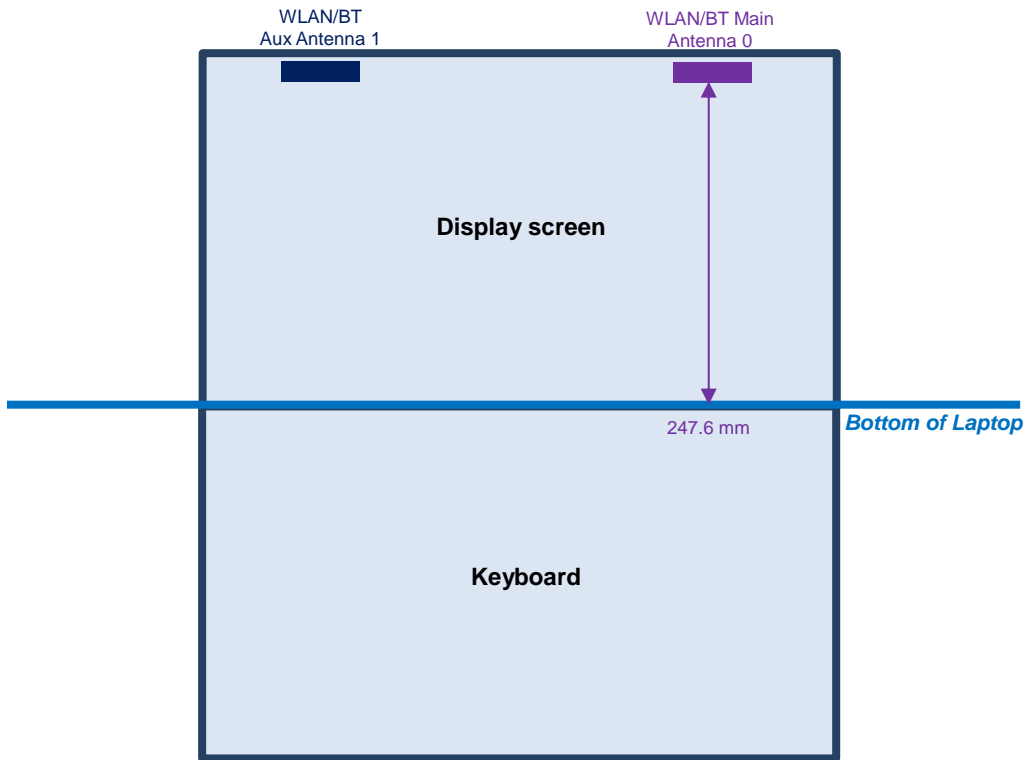 WLAN/BT
Aux Antenna 1
WLAN/BT Main
Antenna 0
Display screen
247.6 mm
Bottom of Laptop
Keyboard